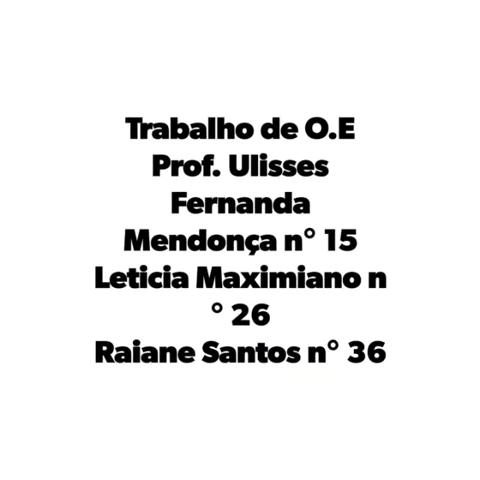 Trabalho de O.E
Prof. Ulisses
Fernanda
Mendonça n° 15
Leticia Maximiano n
° 26
Raiane Santos n° 36